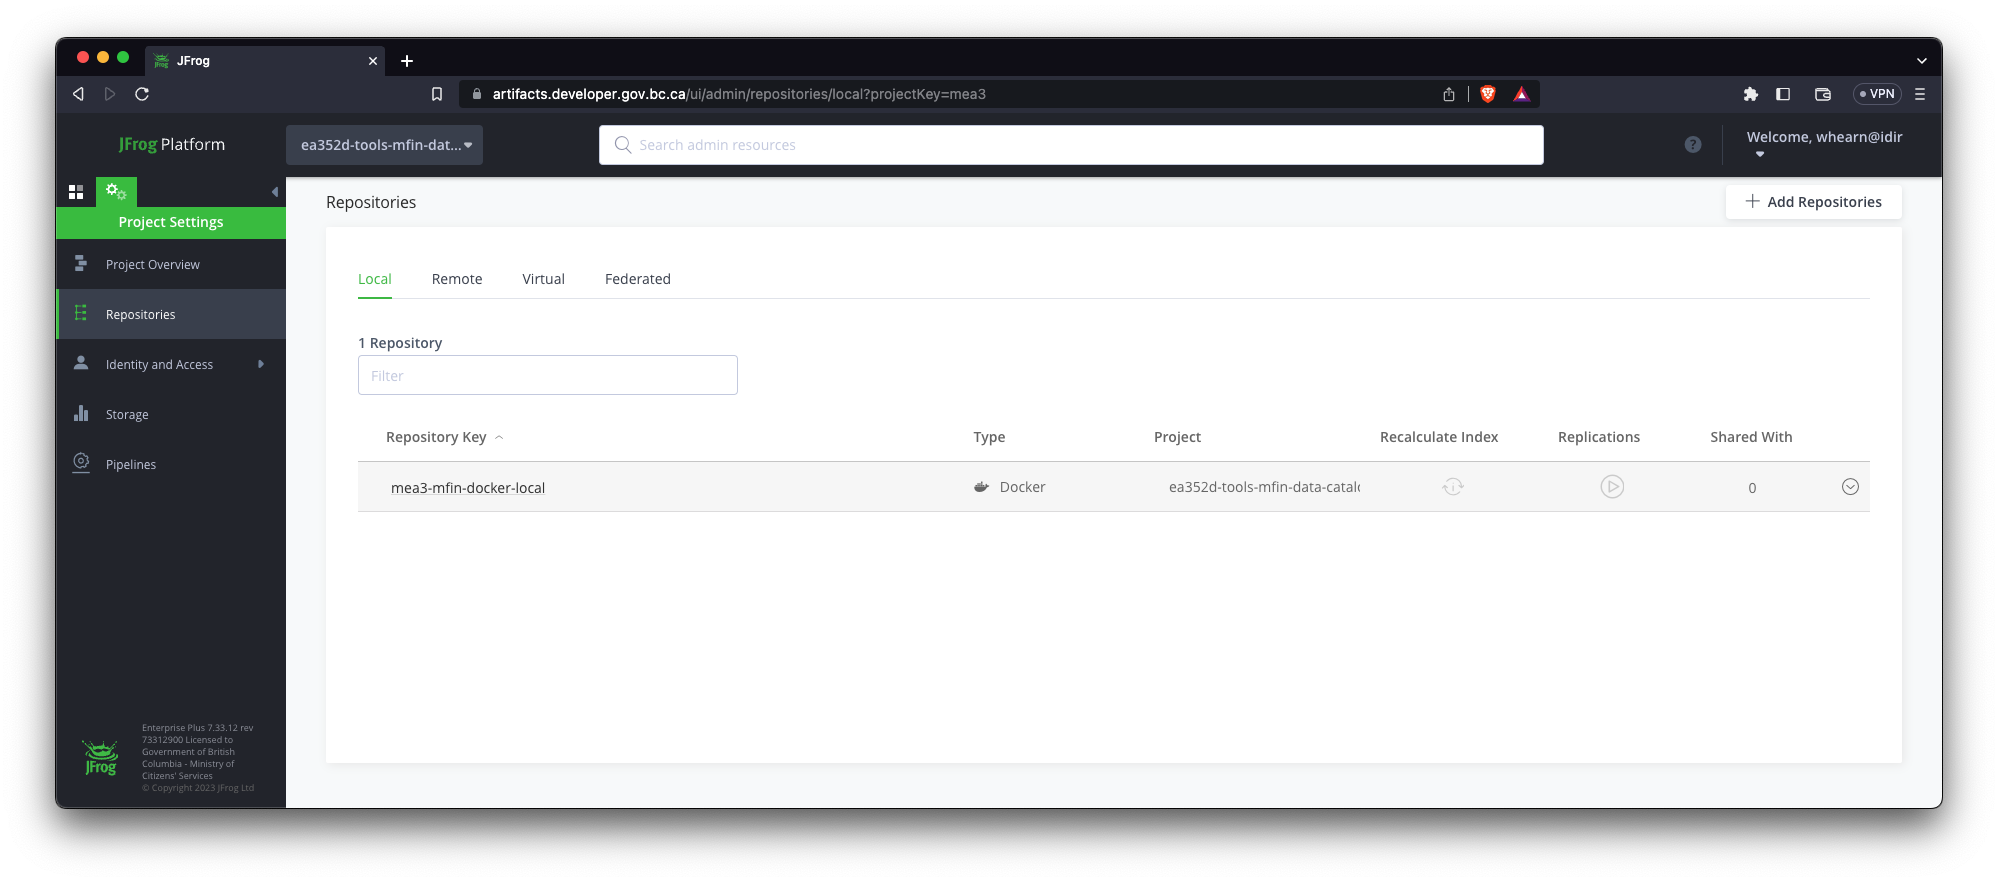 JFrog
artifacts.developer.gov.bc.ca/ui/admin/repositories/local?projectKey=mea3
VPN
JFrog Platform
ea352d-tools-mfin-dat...
Search admin resources
?
Welcome, whearn@idir
Project Settings
Repositories
Add Repositories
Project Overview
Repositories
Identity and Access
Storage
Pipelines
Local Remote Virtual Federated
1 Repository
Filter
Repository Key Type Project Recalculate Index Replications Shared With
mea3-mfin-docker-local Docker ea352d-tools-mfin-data-catal 0
JFrog
Enterprise Plus 7.33.12 rev
73312900 Licensed to
Government of British
Columbia - Ministry of
Citizens' Services
© Copyright 2023 JFrog Ltd